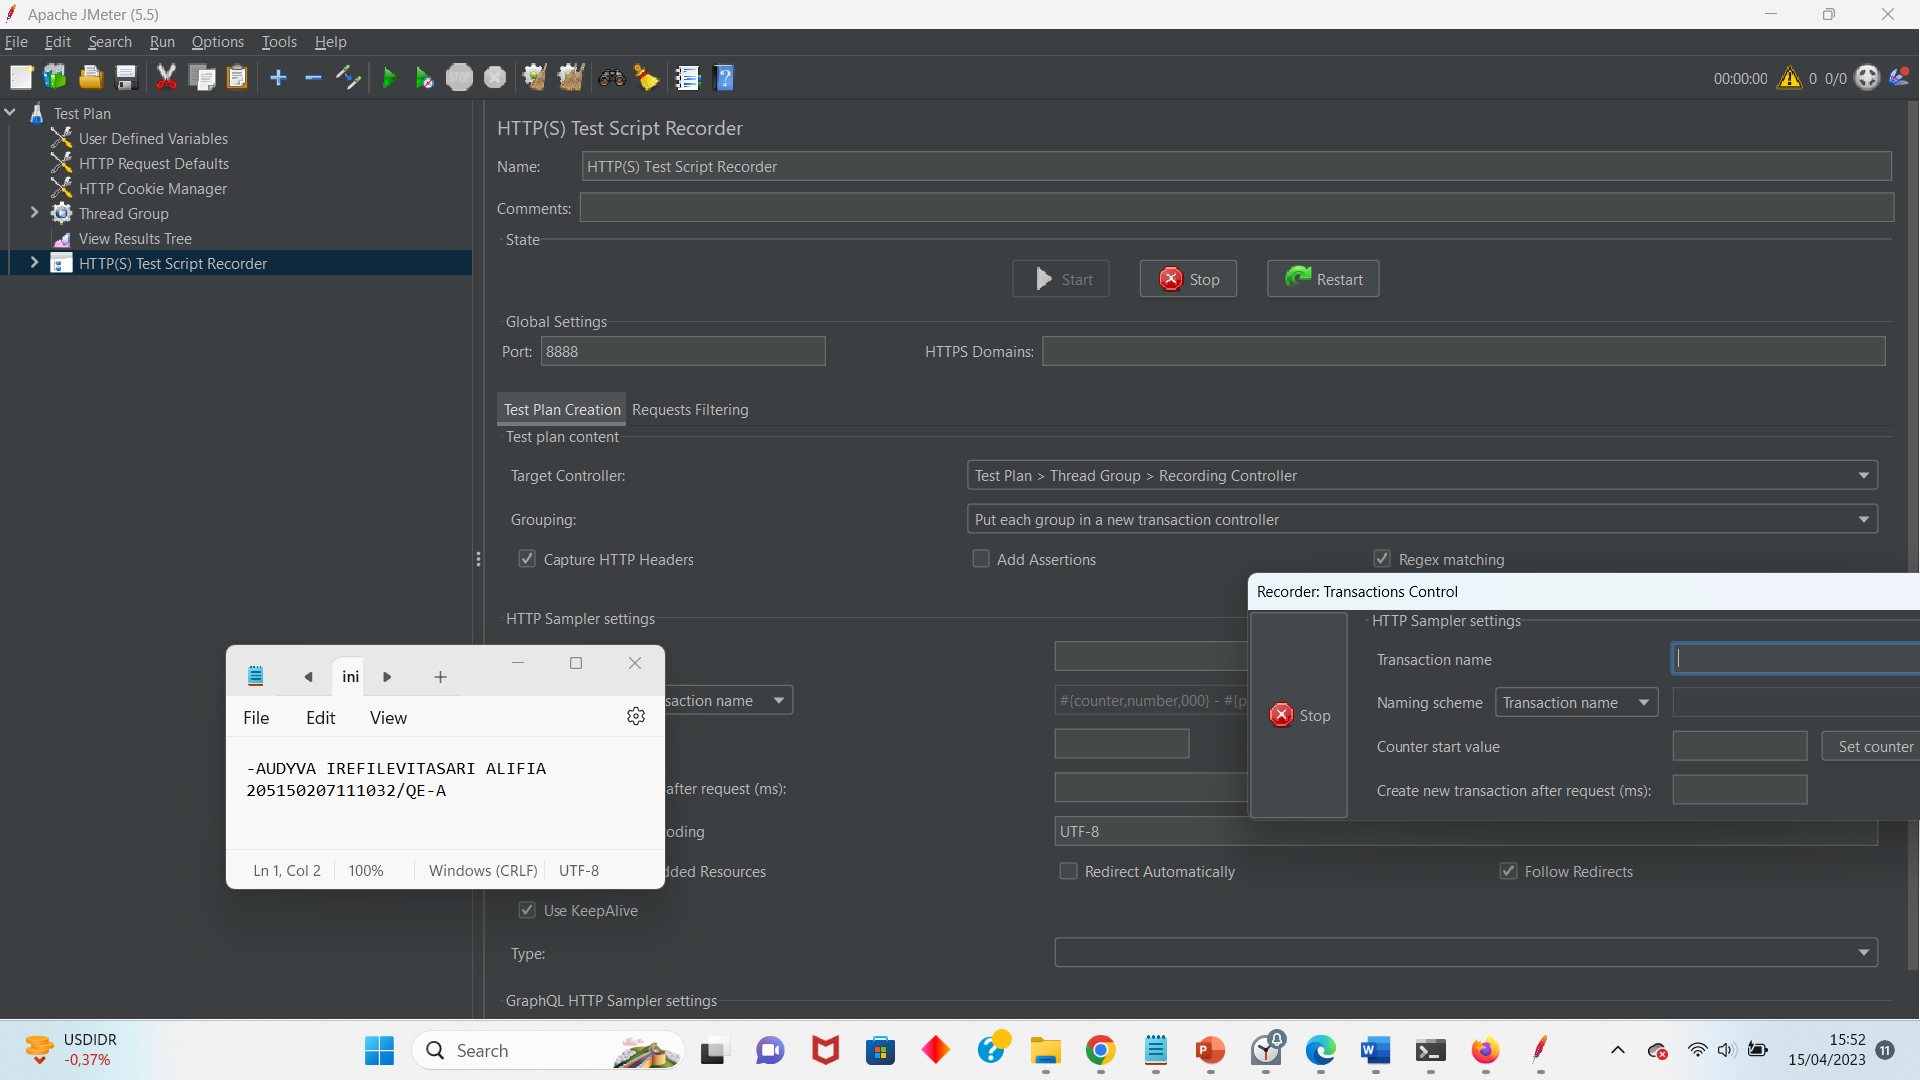 Apache JMeter (5.5)
File Edit Search Run Options Tools Help
00:00:00 0 0/0
Test Plan
User Defined Variables
HTTP Request Defaults
HTTP Cookie Manager
Thread Group
View Results Tree
HTTP(S) Test Script Recorder
HTTP(S) Test Script Recorder
Name: HTTP(S) Test Script Recorder
Comments:
State
Start Stop Restart
Global Settings
Port: 8888 HTTPS Domains:
Test Plan Creation Requests Filtering
Test plan content
Target Controller: Test Plan > Thread Group > Recording Controller
Grouping: Put each group in a new transaction controller
Capture HTTP Headers Add Assertions Regex matching
HTTP Sampler settings
saction name #{counter,number,000} - #{p
after request (ms):
oding UTF-8
dded Resources Redirect Automatically Follow Redirects
Use KeepAlive
Type:
GraphQL HTTP Sampler settings
Recorder: Transactions Control
HTTP Sampler settings
Transaction name
Naming scheme Transaction name
Stop
Counter start value Set counter
Create new transaction after request (ms):
ini
File Edit View
-AUDYVA IREFILEVITASARI ALIFIA
205150207111032/QE-A
Ln 1, Col 2 100% Windows (CRLF) UTF-8
USDIDR
-0,37%
Search
15:52
15/04/2023
11